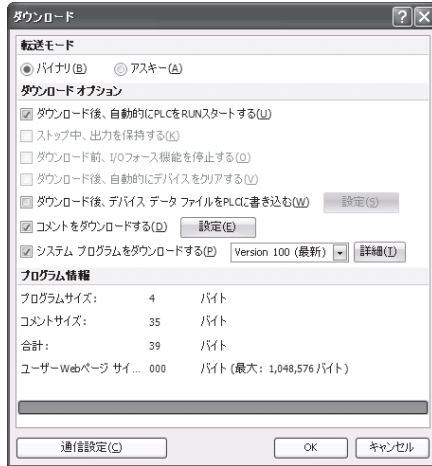 ダウンロード
転送モード
バイナリ(B) アスキー(A)
ダウンロード オプション
ダウンロード後、自動的にPLCをRUNスタートする(U)
ストップ中、出力を保持する(K)
ダウンロード前、I/Oフォース機能を停止する(O)
ダウンロード後、自動的にデバイスをクリアする(V)
ダウンロード後、デバイス データ ファイルをPLCに書き込む(W) 設定(S)
コメントをダウンロードする(D) 設定(E)
システム プログラムをダウンロードする(P) Version 100 (最新) 詳細(I)
プログラム情報
プログラムサイズ: 4 バイト
コメントサイズ: 35 バイト
合計: 39 バイト
ユーザーWebページ サイ... 000 バイト (最大: 1,048,576 バイト)
通信設定(C) OK キャンセル